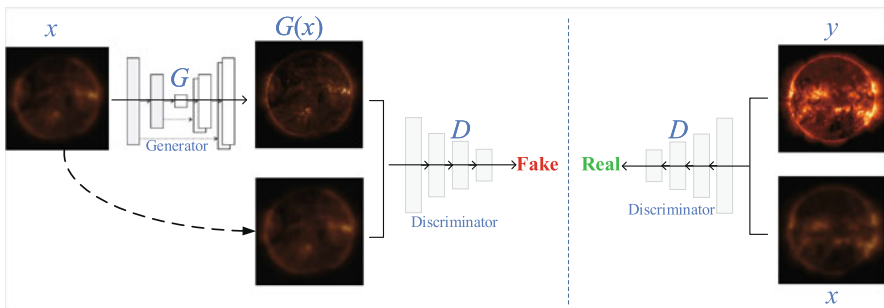 x
G
Generator
G(x)
D
Discriminator
Fake
Real
D
Discriminator
y
x